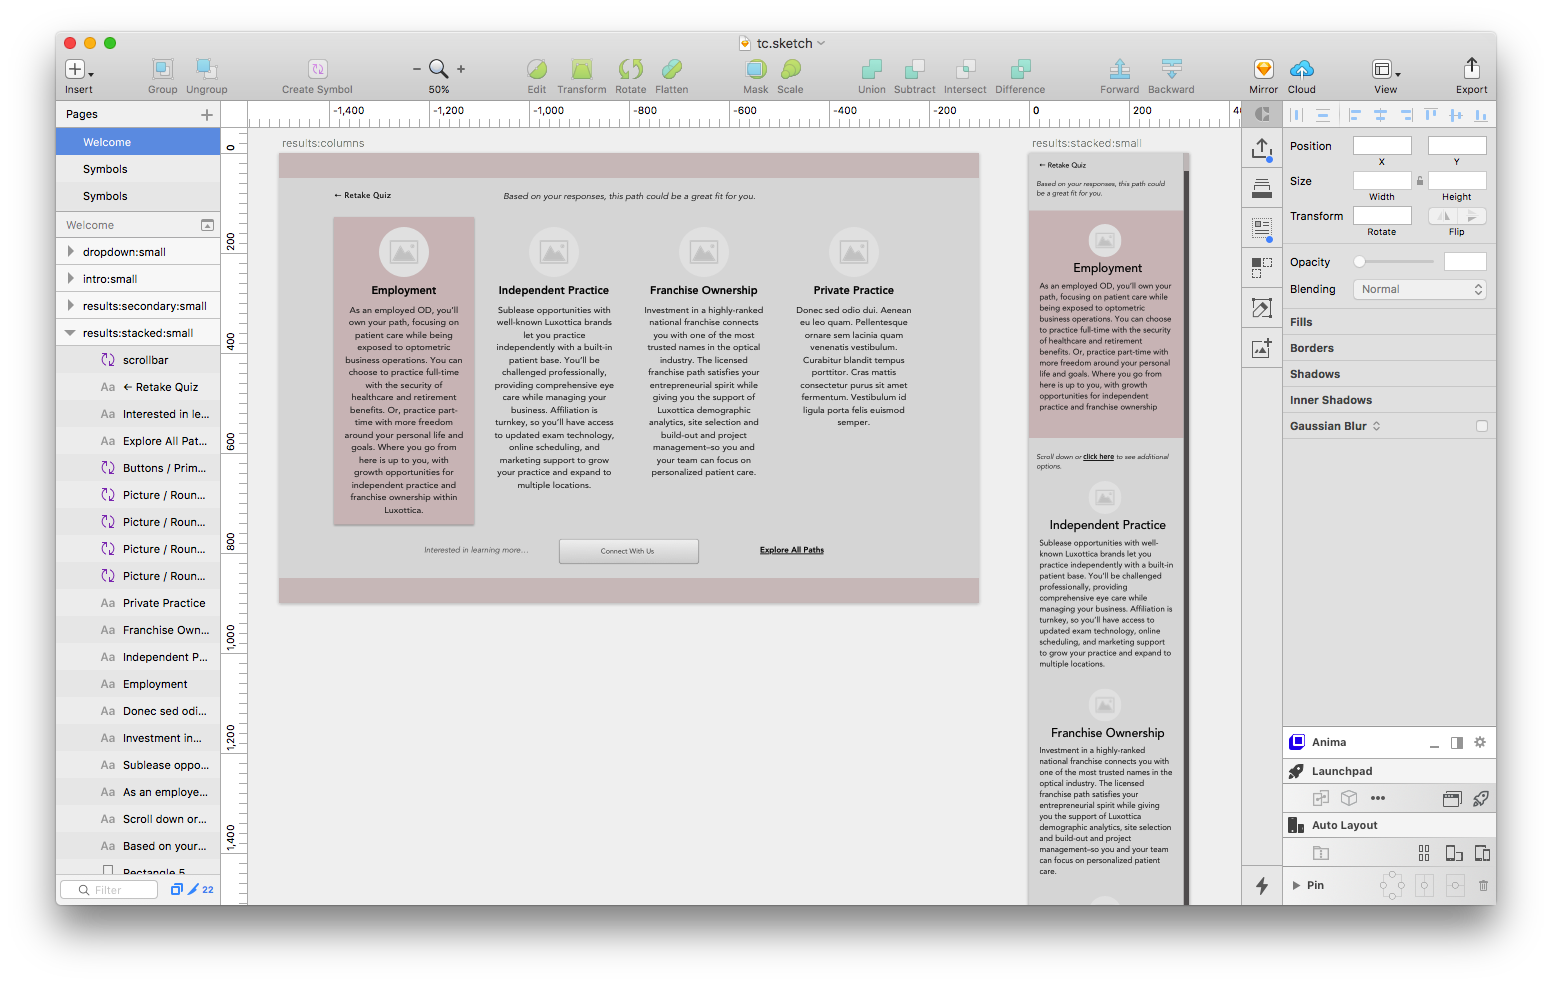 tc.sketch
Insert
Group
Ungroup
Create Symbol
50%
Edit
Transform
Rotate
Flatten
Mask
Scale
Union
Subtract
Intersect
Difference
Forward
Backward
Mirror
Cloud
View
Export
Pages
Welcome
Symbols
Symbols
Welcome
dropdown:small
intro:small
results:secondary:small
results:stacked:small
scrollbar
Aa ← Retake Quiz
Aa Interested in le...
Aa Explore All Pat...
Buttons / Prim...
Picture / Roun...
Picture / Roun...
Picture / Roun...
Picture / Roun...
Aa Private Practice
Aa Franchise Own...
Aa Independent P...
Aa Employment
Aa Donec sed odi...
Aa Investment in...
Aa Sublease oppo...
Aa As an employe...
Aa Scroll down or...
Aa Based on your...
Rectangle 5
Filter
22
-1,400 -1,200 -1,000 -800 -600 -400 -200 0 200
0
200
400
600
800
1,000
1,200
1,400
results:columns
← Retake Quiz
Based on your responses, this path could be a great fit for you.
Employment
As an employed OD, you'll
own your path, focusing on
patient care while being
exposed to optometric
business operations. You can
choose to practice full-time
with the security of
healthcare and retirement
benefits. Or, practice part-
time with more freedom
around your personal life and
goals. Where you go from
here is up to you, with
growth opportunities for
independent practice and
franchise ownership within
Luxottica.
Independent Practice
Sublease opportunities with
well-known Luxottica brands
let you practice
independently with a built-in
patient base. You'll be
challenged professionally,
providing comprehensive eye
care while managing your
business. Affiliation is
turnkey, so you'll have access
to updated exam technology,
online scheduling, and
marketing support to grow
your practice and expand to
multiple locations.
Franchise Ownership
Investment in a highly-ranked
national franchise connects
you with one of the most
trusted names in the optical
industry. The licensed
franchise path satisfies your
entrepreneurial spirit while
giving you the support of
Luxottica demographic
analytics, site selection and
build-out and project
management–so you and
your team can focus on
personalized patient care.
Private Practice
Donec sed odio dui. Aenean
eu leo quam. Pellentesque
ornare sem lacinia quam
venenatis vestibulum.
Curabitur blandit tempus
porttitor. Cras mattis
consectetur purus sit amet
fermentum. Vestibulum id
ligula porta felis euismod
semper.
Interested in learning more...
Connect With Us
Explore All Paths
results:stacked:small
← Retake Quiz
Based on your responses, this path could
be a great fit for you.
Employment
As an employed OD, you'll own your
path, focusing on patient care while
being exposed to optometric
business operations. You can choose
to practice full-time with the security
of healthcare and retirement
benefits. Or, practice part-time with
more freedom around your personal
life and goals. Where you go from
here is up to you, with growth
opportunities for independent
practice and franchise ownership
Scroll down or click here to see additional
options.
Independent Practice
Sublease opportunities with well-
known Luxottica brands let you
practice independently with a built-in
patient base. You'll be challenged
professionally, providing
comprehensive eye care while
managing your business. Affiliation is
turnkey, so you'll have access to
updated exam technology, online
scheduling, and marketing support
to grow your practice and expand to
multiple locations.
Franchise Ownership
Investment in a highly-ranked
national franchise connects you with
one of the most trusted names in the
optical industry. The licensed
franchise path satisfies your
entrepreneurial spirit while giving
you the support of Luxottica
demographic analytics, site selection
and build-out and project
management–so you and your team
can focus on personalized patient
care.
Position
X
Y
Size
Width
Height
Transform
Rotate
Flip
Opacity
Blending
Normal
Fills
Borders
Shadows
Inner Shadows
Gaussian Blur
Anima
Launchpad
Auto Layout
Pin